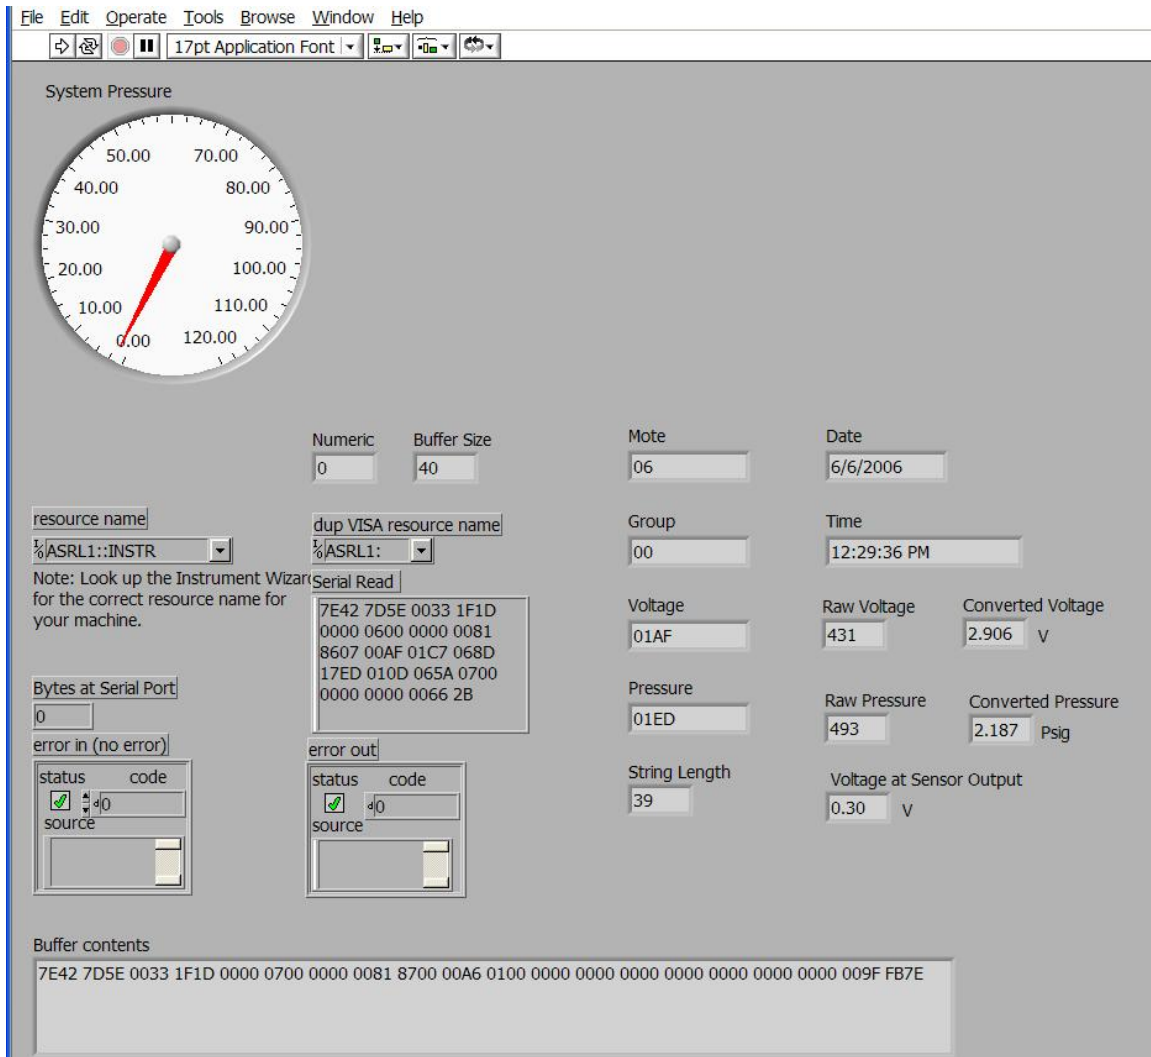 File Edit Operate Tools Browse Window Help
17pt Application Font
System Pressure
50.00 70.00
40.00 80.00
30.00 90.00
20.00 100.00
10.00 110.00
0.00 120.00
Numeric Buffer Size
0 40
Mote Date
06 6/6/2006
resource name
ASRL1::INSTR
Note: Look up the Instrument Wizard
for the correct resource name for
your machine.
dup VISA resource name
ASRL1:
Serial Read
7E42 7D5E 0033 1F1D
0000 0600 0000 0081
8607 00AF 01C7 068D
17ED 010D 065A 0700
0000 0000 0066 2B
Group Time
00 12:29:36 PM
Voltage Raw Voltage Converted Voltage
01AF 431 2.906 V
Pressure Raw Pressure Converted Pressure
01ED 493 2.187 Psig
String Length Voltage at Sensor Output
39 0.30 V
Bytes at Serial Port
0
error in (no error)
status code
d 0
source
error out
status code
d 0
source
Buffer contents
7E42 7D5E 0033 1F1D 0000 0700 0000 0081 8700 00A6 0100 0000 0000 0000 0000 0000 0000 0000 009F FB7E